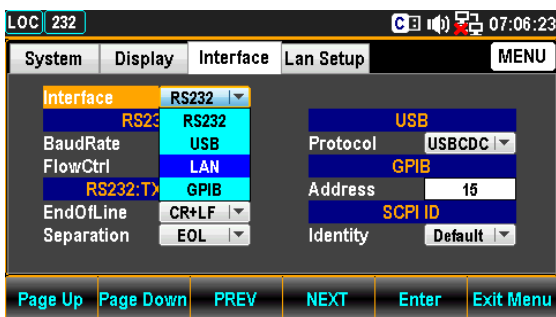 LOC 232 C 07:06:23
System Display Interface Lan Setup MENU
Interface RS232
RS232 USB
BaudRate USB Protocol USBCDC
FlowCtrl LAN GPIB
RS232:TX GPIB Address 15
EndOfLine CR+LF SCPI ID
Separation EOL Identity Default
Page Up Page Down PREV NEXT Enter Exit Menu